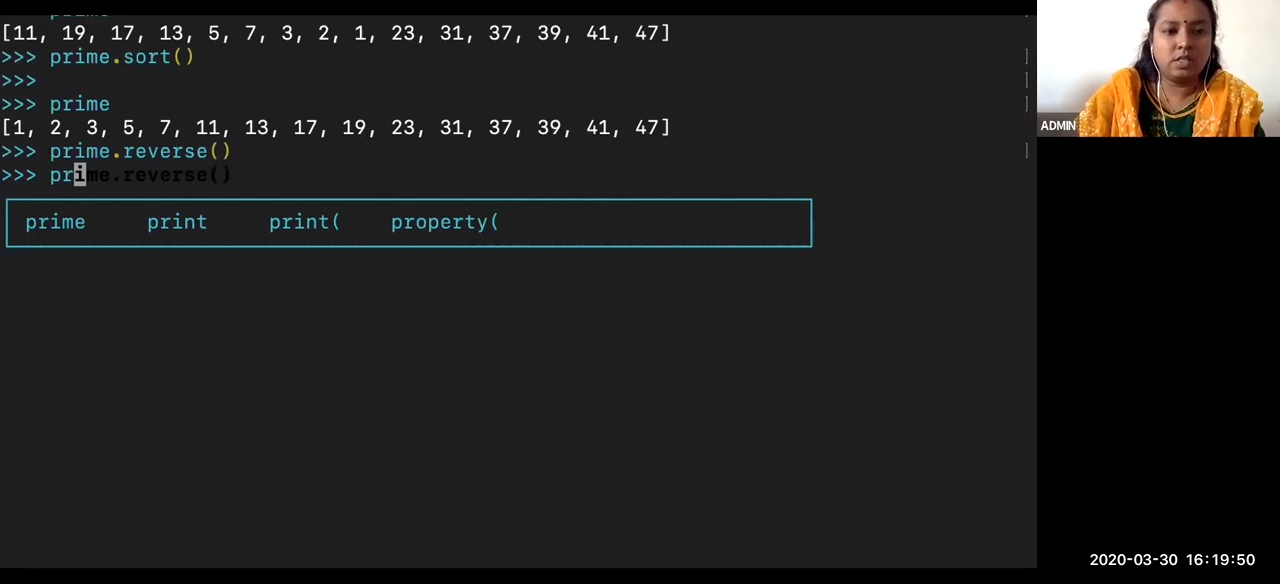 [11, 19, 17, 13, 5, 7, 3, 2, 1, 23, 31, 37, 39, 41, 47]
>>> prime.sort()
>>>
>>> prime
[1, 2, 3, 5, 7, 11, 13, 17, 19, 23, 31, 37, 39, 41, 47]
>>> prime.reverse()
>>> prime.reverse()
prime print print( property(
ADMIN
2020-03-30 16:19:50